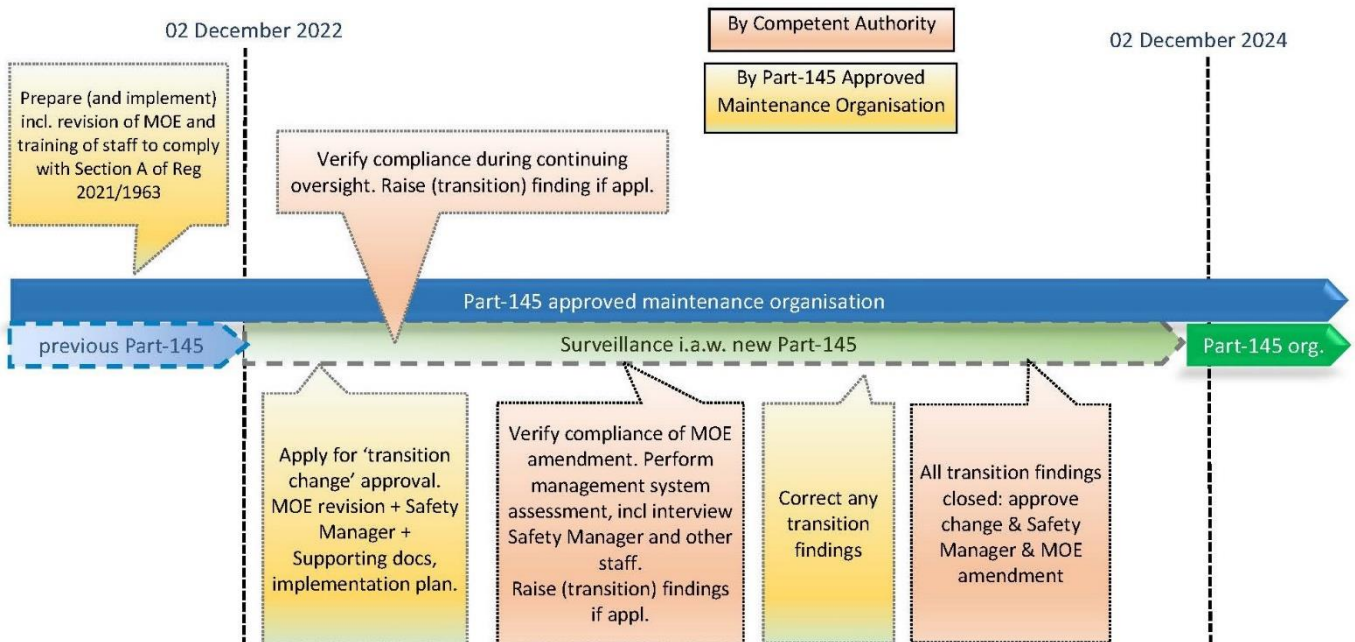 02 December 2022
By Competent Authority
02 December 2024
By Part-145 Approved
Maintenance Organisation
Prepare (and implement)
incl. revision of MOE and
training of staff to comply
with Section A of Reg
2021/1963
Verify compliance during continuing
oversight. Raise (transition) finding if appl.
Part-145 approved maintenance organisation
previous Part-145
Surveillance i.a.w. new Part-145
Part-145 org.
Apply for ‘transition
change’ approval.
MOE revision + Safety
Manager +
Supporting docs,
implementation plan.
Verify compliance of MOE
amendment. Perform
management system
assessment, incl interview
Safety Manager and other
staff.
Raise (transition) findings
if appl.
Correct any
transition
findings
All transition findings
closed: approve
change & Safety
Manager & MOE
amendment